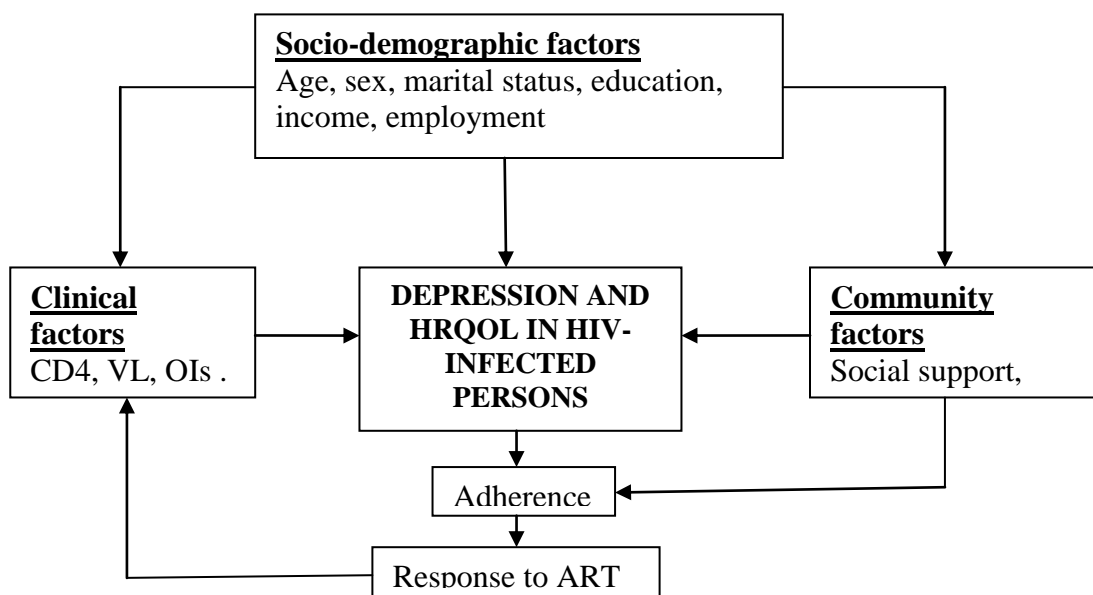 Socio-demographic factors
Age, sex, marital status, education,
income, employment
Clinical
factors
CD4, VL, OIs .
DEPRESSION AND
HRQOL IN HIV-
INFECTED
PERSONS
Community
factors
Social support,
Adherence
Response to ART